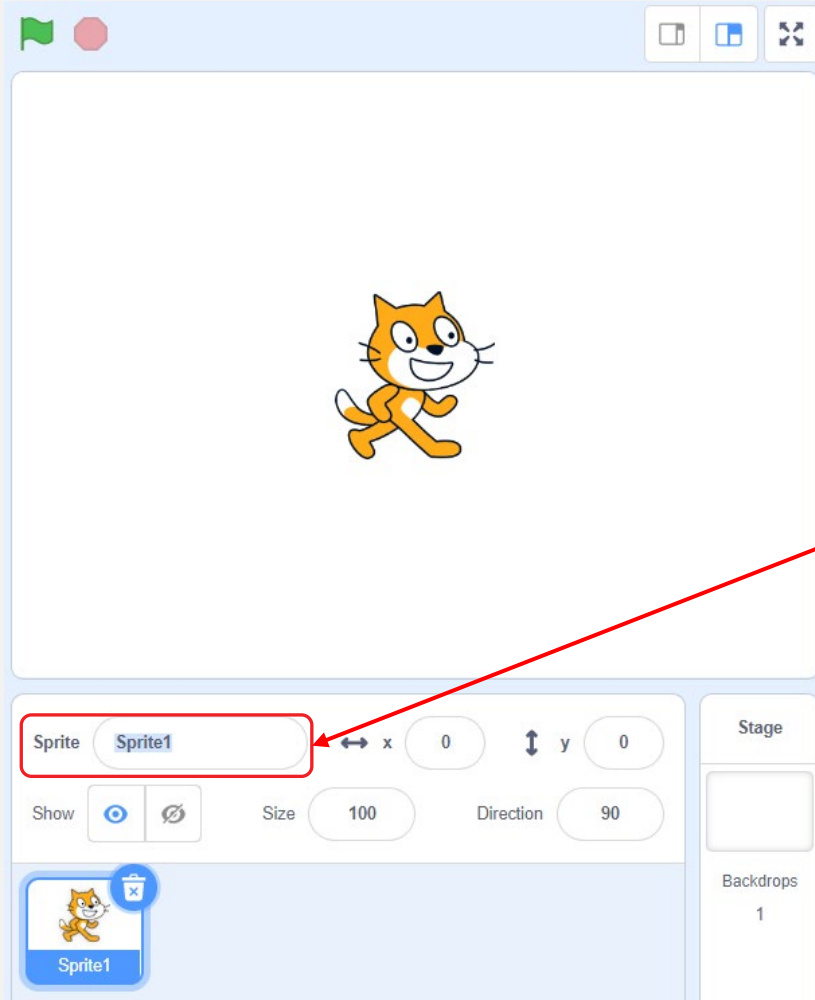 Sprite Sprite1 x 0 y 0
Show Size 100 Direction 90
Sprite1
Stage
Backdrops
1